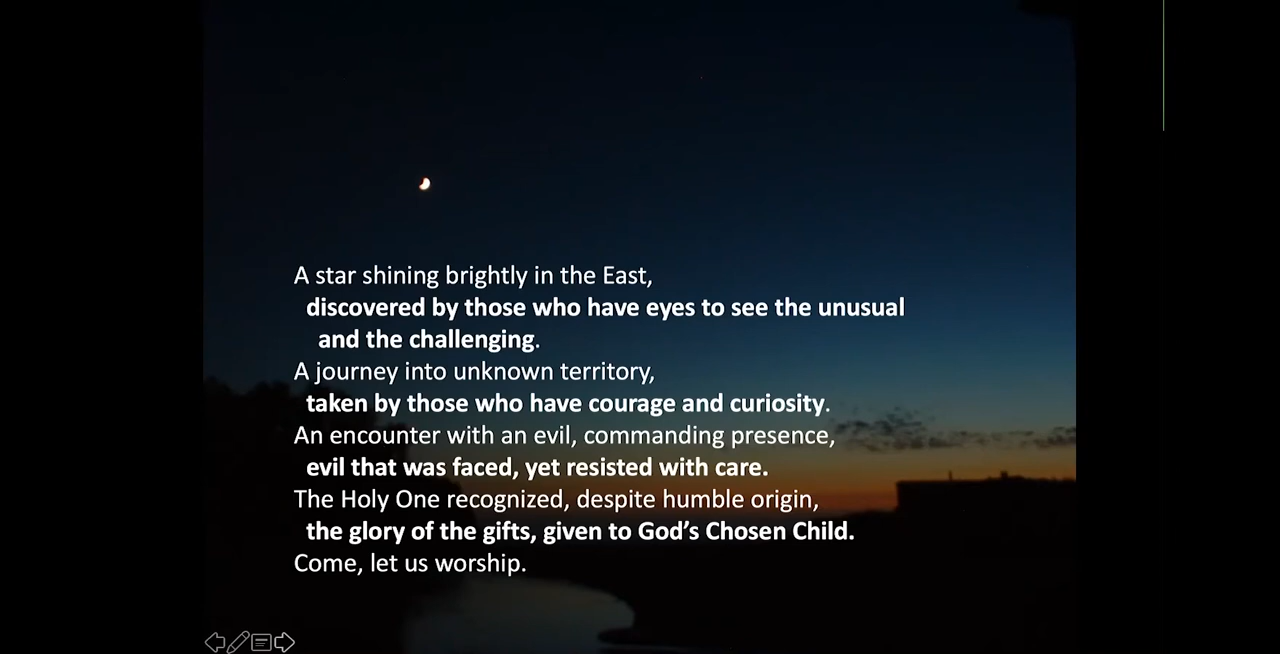 A star shining brightly in the East,
discovered by those who have eyes to see the unusual
and the challenging.
A journey into unknown territory,
taken by those who have courage and curiosity.
An encounter with an evil, commanding presence,
evil that was faced, yet resisted with care.
The Holy One recognized, despite humble origin,
the glory of the gifts, given to God’s Chosen Child.
Come, let us worship.